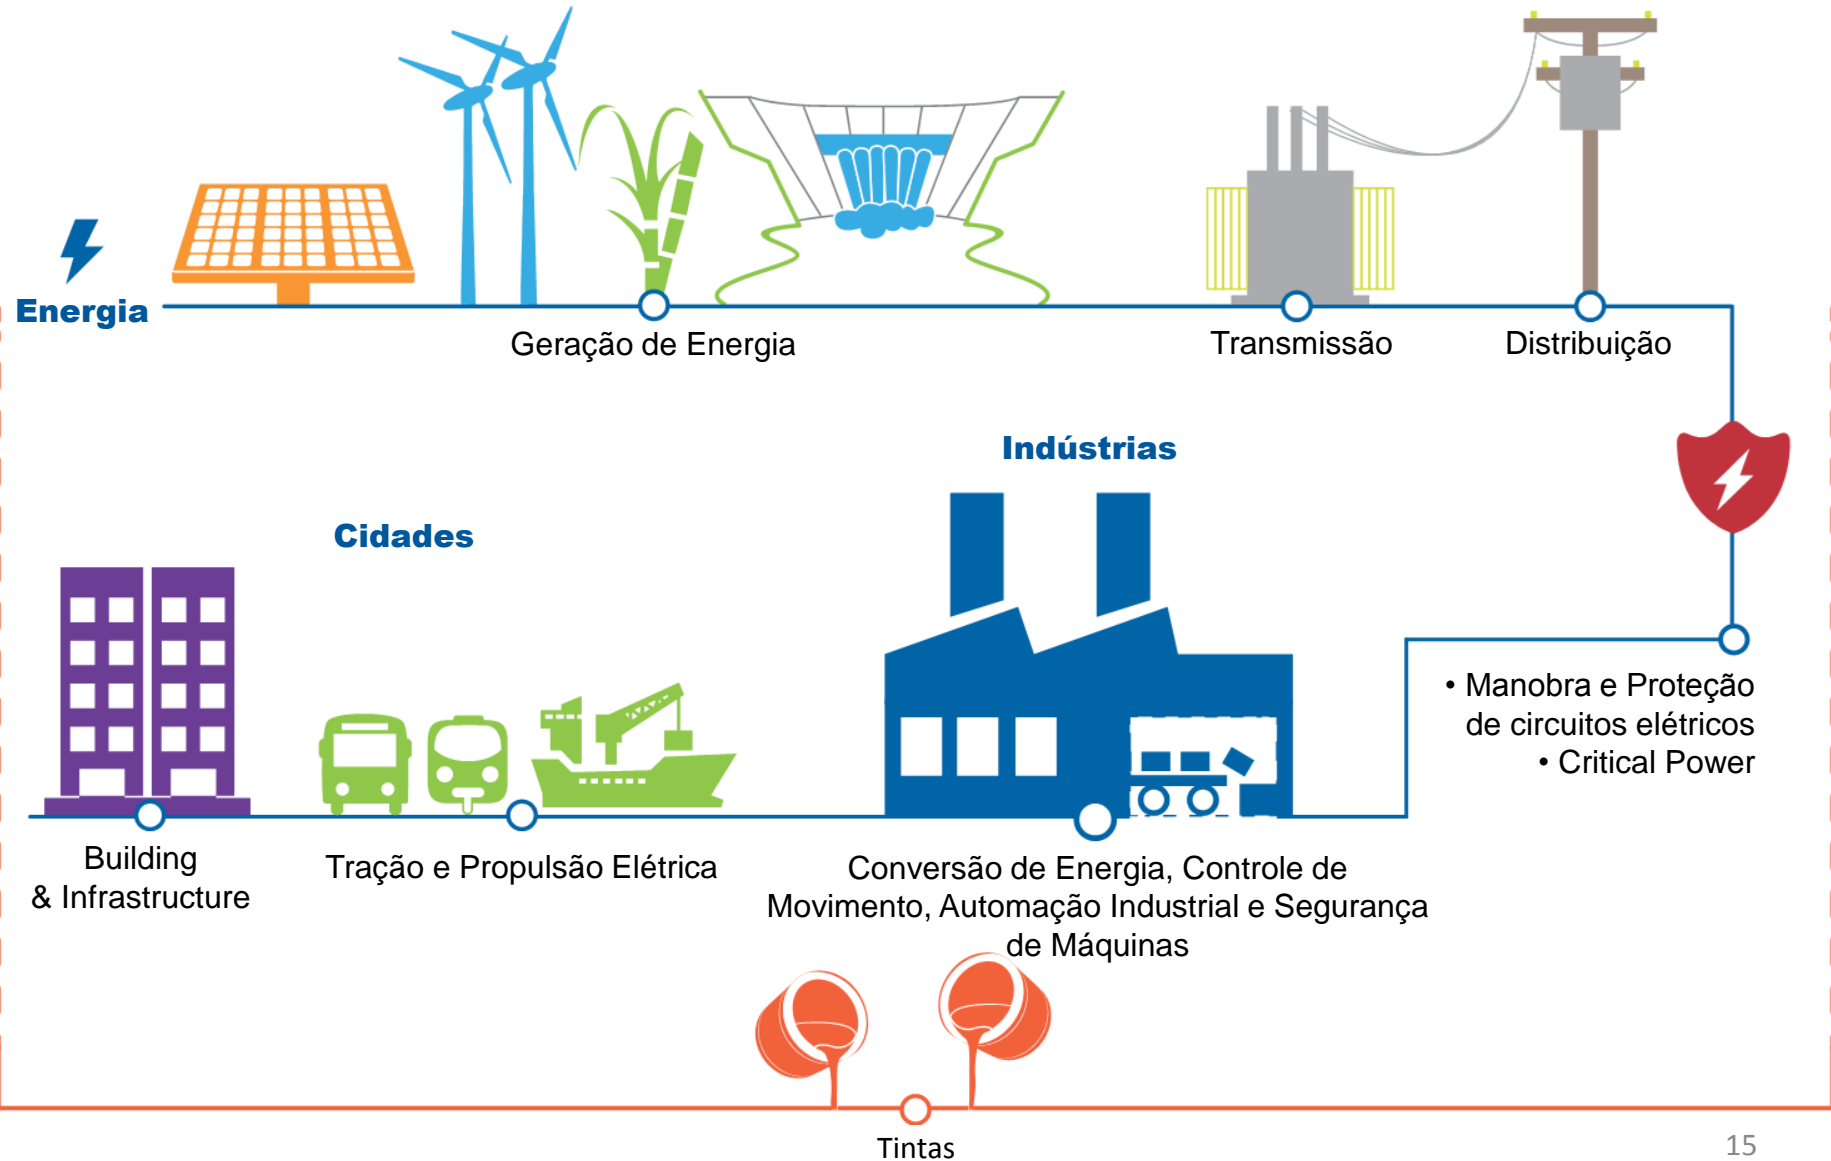 Energia
Geração de Energia
Transmissão
Distribuição
Indústrias
Cidades
• Manobra e Proteção
de circuitos elétricos
• Critical Power
Building
& Infrastructure
Tração e Propulsão Elétrica
Conversão de Energia, Controle de
Movimento, Automação Industrial e Segurança
de Máquinas
Tintas
15